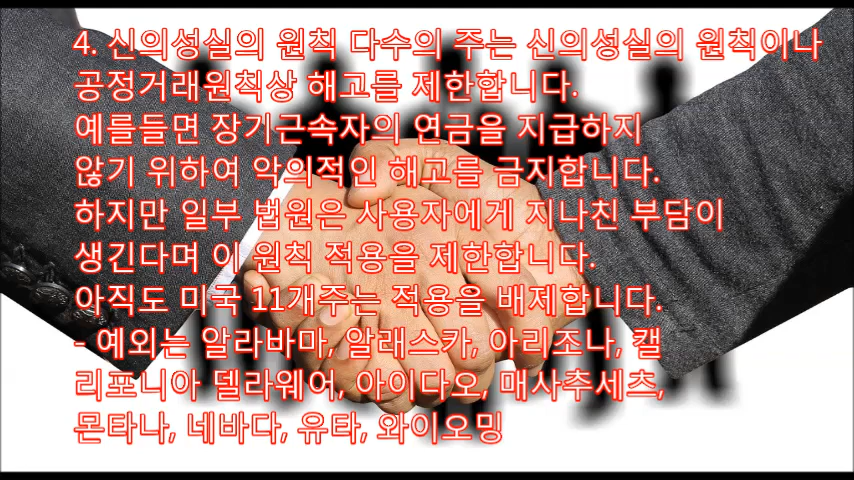 4. 신의성실의 원칙 다수의 주는 신의성실의 원칙이나
공정거래원칙상 해고를 제한합니다.
예를들면 장기근속자의 연금을 지급하지
않기 위하여 악의적인 해고를 금지합니다.
하지만 일부 법원은 사용자에게 지나친 부담이
생긴다며 이 원칙 적용을 제한합니다.
아직도 미국 11개주는 적용을 배제합니다.
- 예외는 알라바마, 알래스카, 아리조나, 캘
리포니아 델라웨어, 아이다오, 매사추세츠,
몬타나, 네바다, 유타, 와이오밍